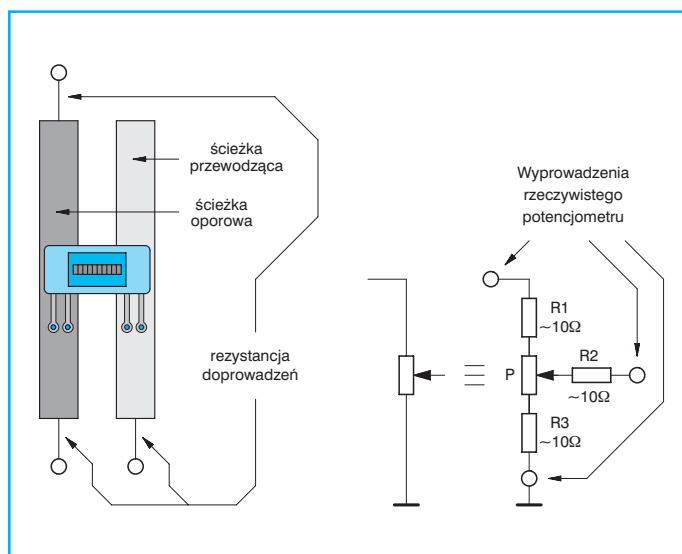 ścieżka
przewodząca
ścieżka
oporowa
rezystancja
doprowadzeń
Wyprowadzenia
rzeczywistego
potencjometru
R1
~10Ω
P
R2
~10Ω
R3
~10Ω